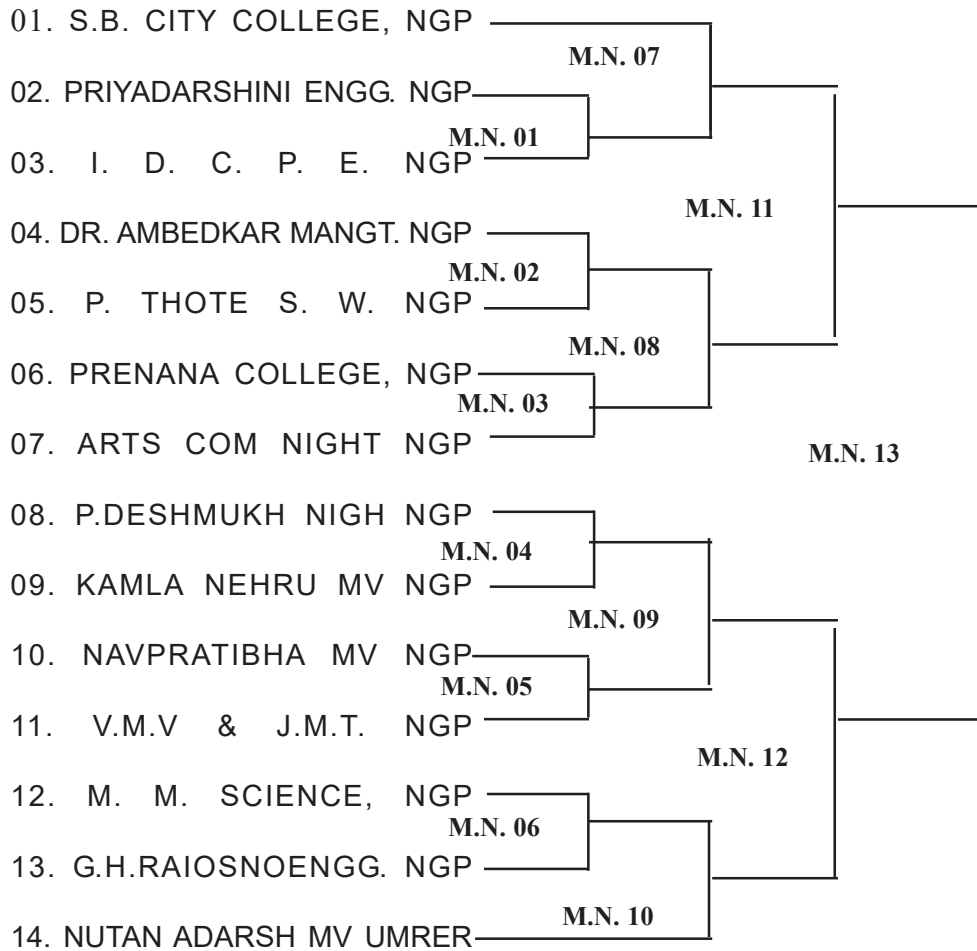 01. S.B. CITY COLLEGE, NGP
M.N. 07
02. PRIYADARSHINI ENGG. NGP
M.N. 01
03. I. D. C. P. E. NGP
M.N. 11
04. DR. AMBEDKAR MANGT. NGP
M.N. 02
05. P. THOTE S. W. NGP
M.N. 08
06. PRENANA COLLEGE, NGP
M.N. 03
07. ARTS COM NIGHT NGP
M.N. 13
08. P.DESHMUKH NIGH NGP
M.N. 04
09. KAMLA NEHRU MV NGP
M.N. 09
10. NAVPRATIBHA MV NGP
M.N. 05
11. V.M.V & J.M.T. NGP
M.N. 12
12. M. M. SCIENCE, NGP
M.N. 06
13. G.H.RAIOSNOENGG. NGP
M.N. 10
14. NUTAN ADARSH MV UMRER